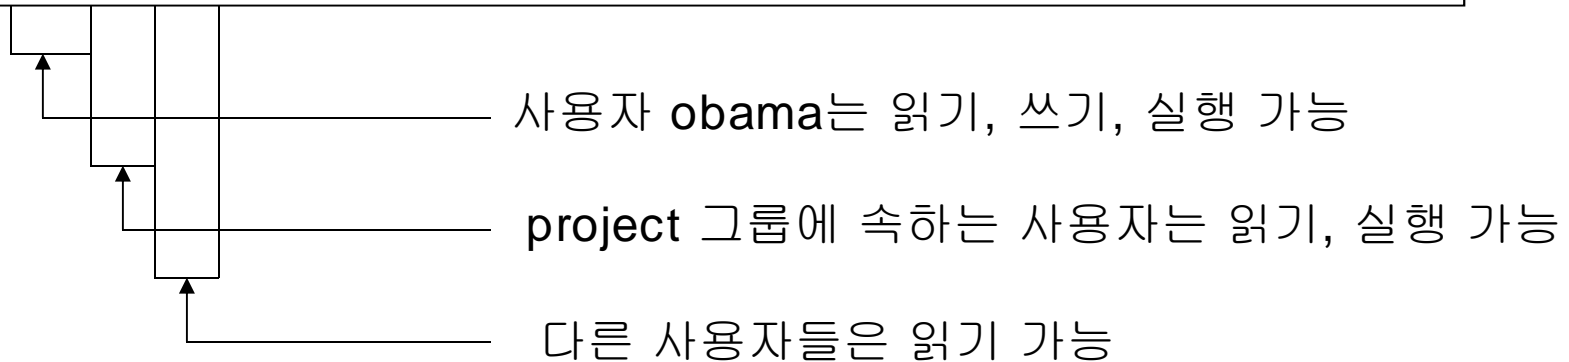 사용자 obama는 읽기, 쓰기, 실행 가능
project 그룹에 속하는 사용자는 읽기, 실행 가능
다른 사용자들은 읽기 가능